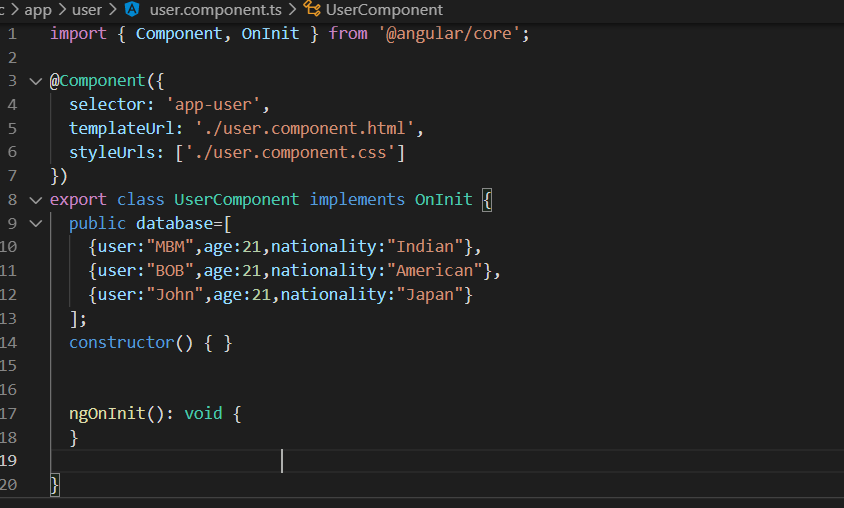 c > app > user > user.component.ts > UserComponent
1 import { Component, OnInit } from '@angular/core';
2
3 @Component({
4 selector: 'app-user',
5 templateUrl: './user.component.html',
6 styleUrls: ['./user.component.css']
7 })
8 export class UserComponent implements OnInit {
9 public database=[
10 {user:"MBM",age:21,nationality:"Indian"},
11 {user:"BOB",age:21,nationality:"American"},
12 {user:"John",age:21,nationality:"Japan"}
13 ];
14 constructor() { }
15
16
17 ngOnInit(): void {
18 }
19
20 }